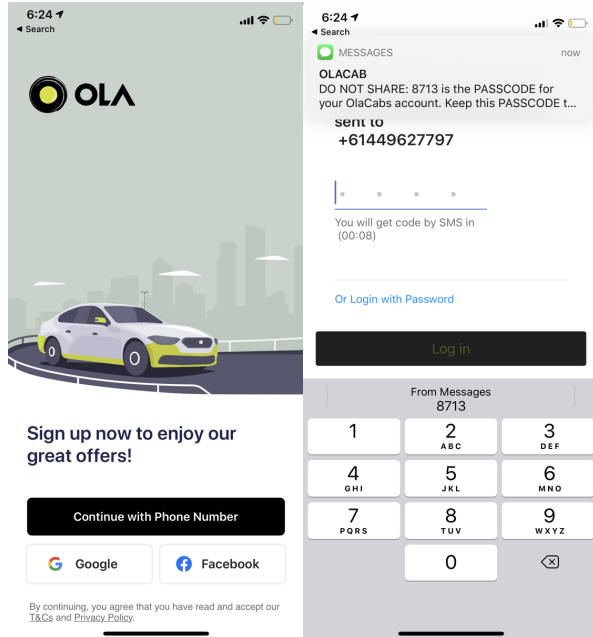 6:24
Search
OLA
Sign up now to enjoy our
great offers!
Continue with Phone Number
Google
Facebook
By continuing, you agree that you have read and accept our
T&Cs and Privacy Policy.
6:24
Search
MESSAGES
now
OLACAB
DO NOT SHARE: 8713 is the PASSCODE for
your OlaCabs account. Keep this PASSCODE t...
sent to
+61449627797
You will get code by SMS in
(00:08)
Or Login with Password
Log in
From Messages
8713
1
2
ABC
3
DEF
4
GHI
5
JKL
6
MNO
7
PQRS
8
TUV
9
WXYZ
0